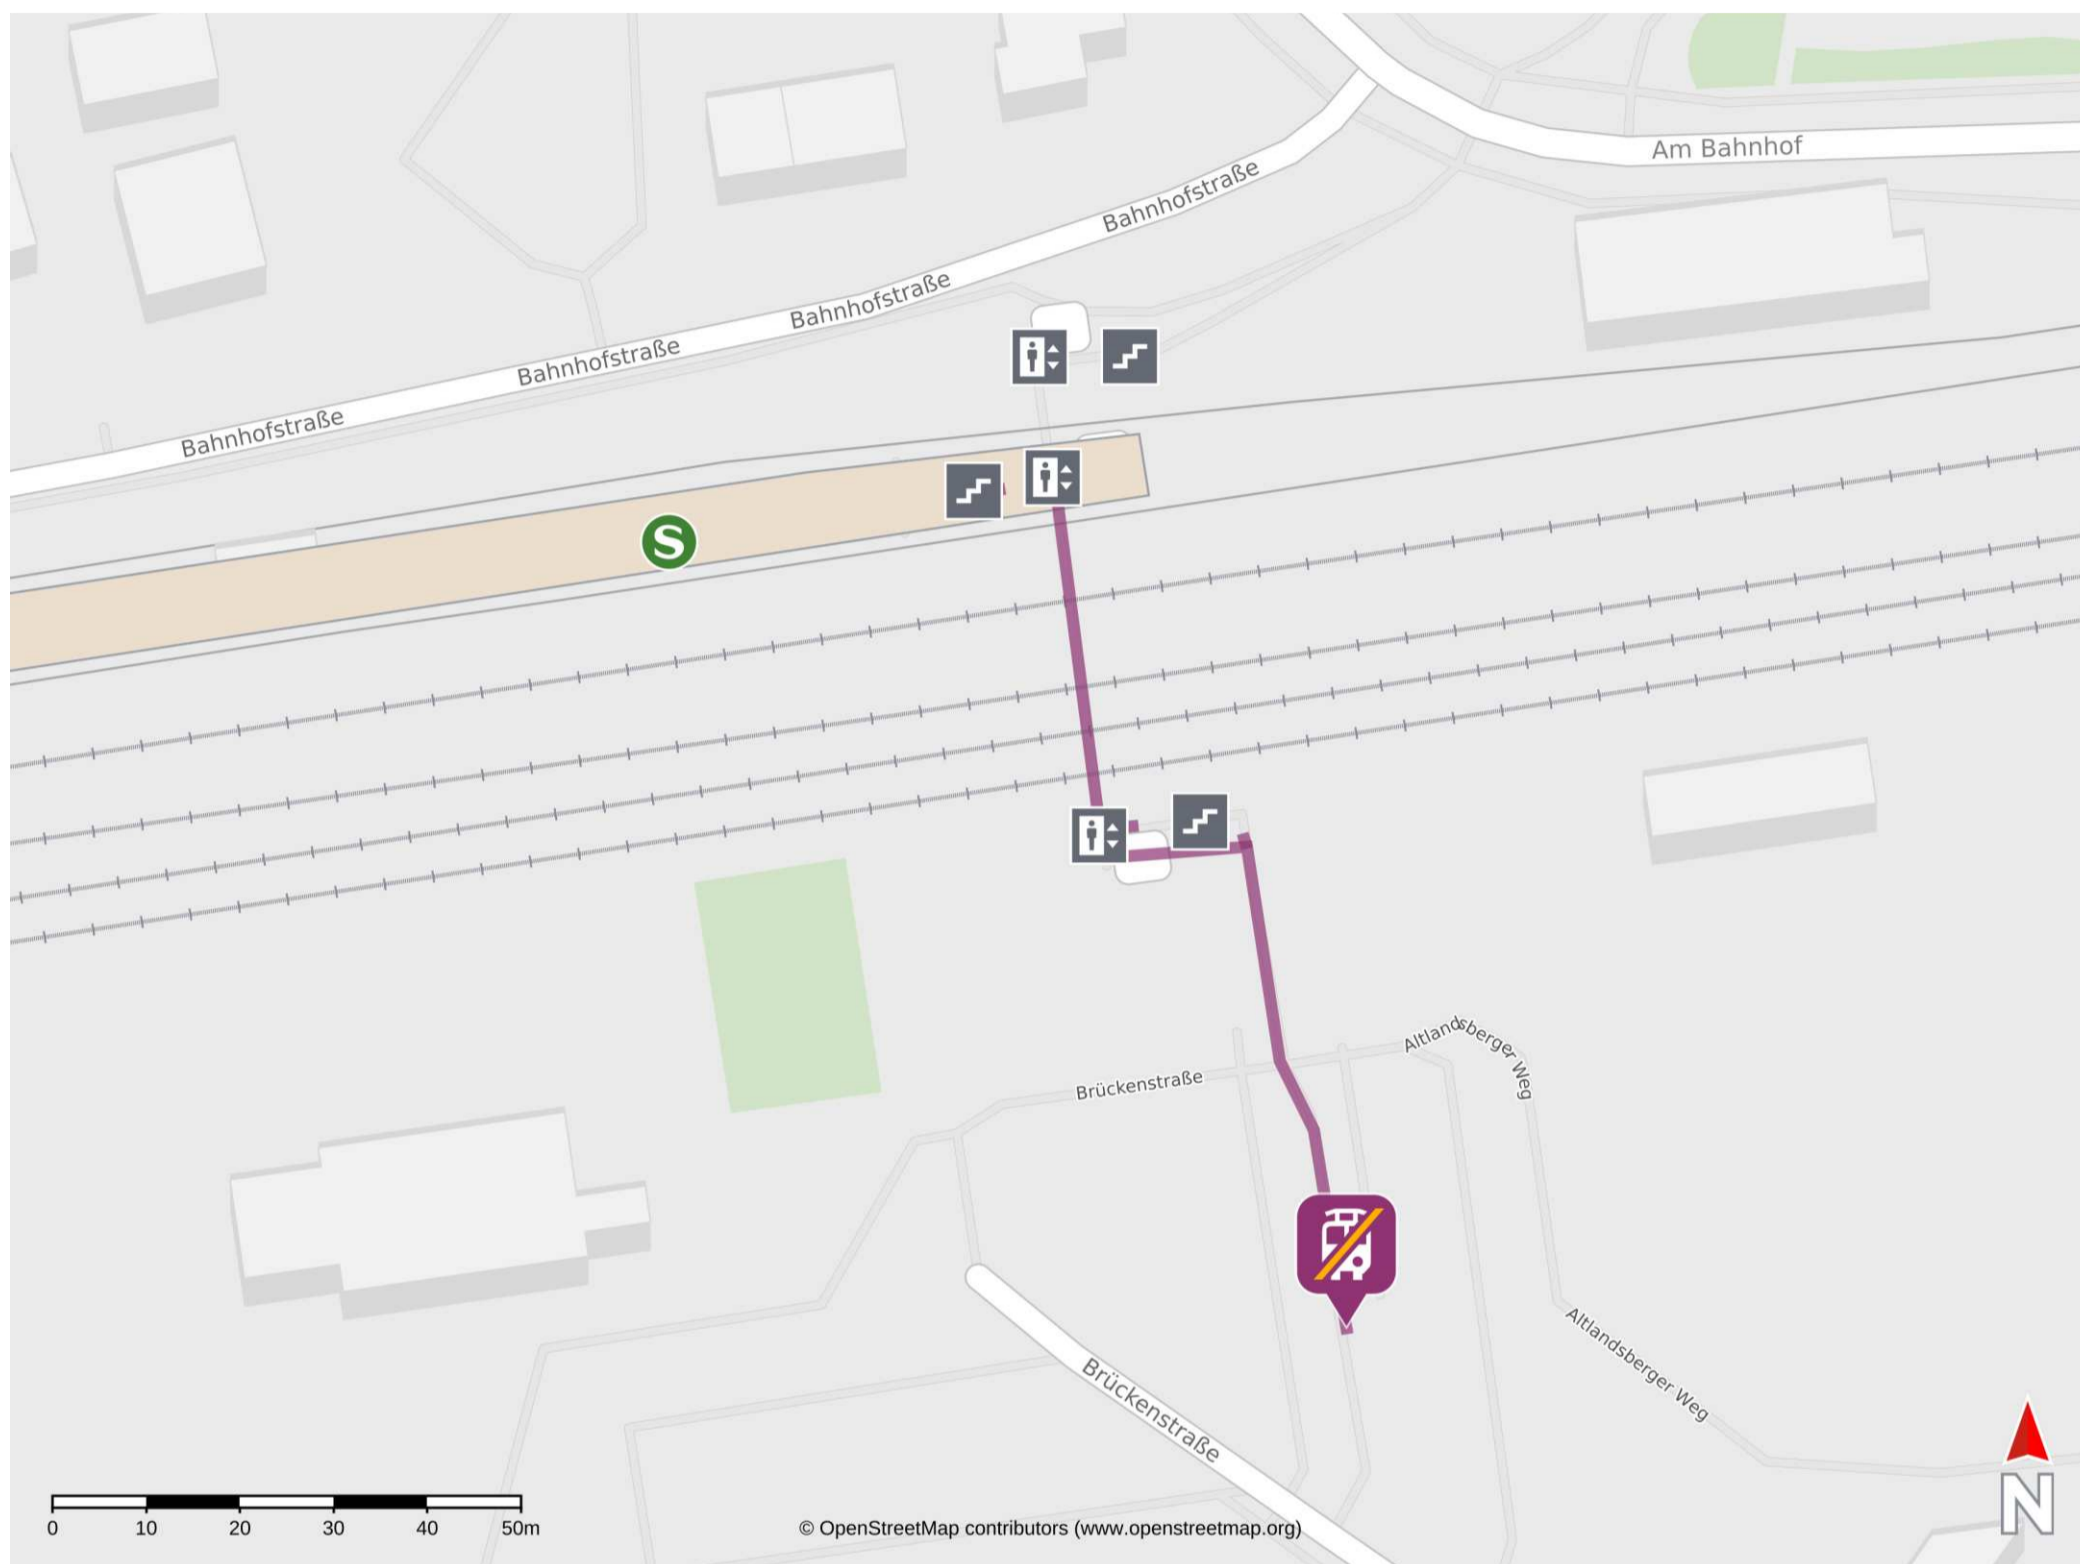 Am Bahnhof
Bahnhofstraße
Bahnhofstraße
Bahnhofstraße
Bahnhofstraße
S
Altlandsberger Weg
Brückenstraße
Altlandsberger Weg
Brückenstraße
0 10 20 30 40 50m
© OpenStreetMap contributors (www.openstreetmap.org)
N